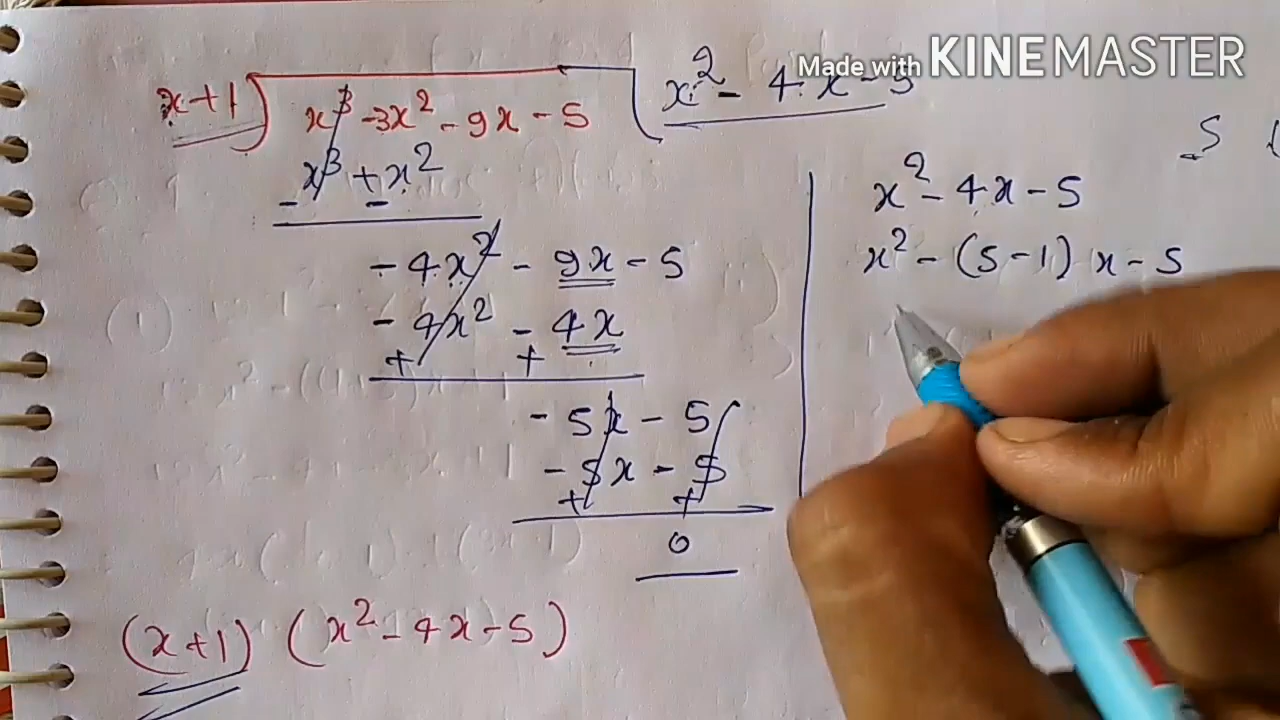 Made with KINEMASTER
x+1) x³ -3x² - 9x - 5 ( x² - 4x - 5
x³ + x²
- -
- 4x² - 9x - 5
- 4x² - 4x
+ +
- 5x - 5
- 5x - 5
+ +
0
(x+1) (x² - 4x - 5)
5
x² - 4x - 5
x² - (5 - 1) x - 5